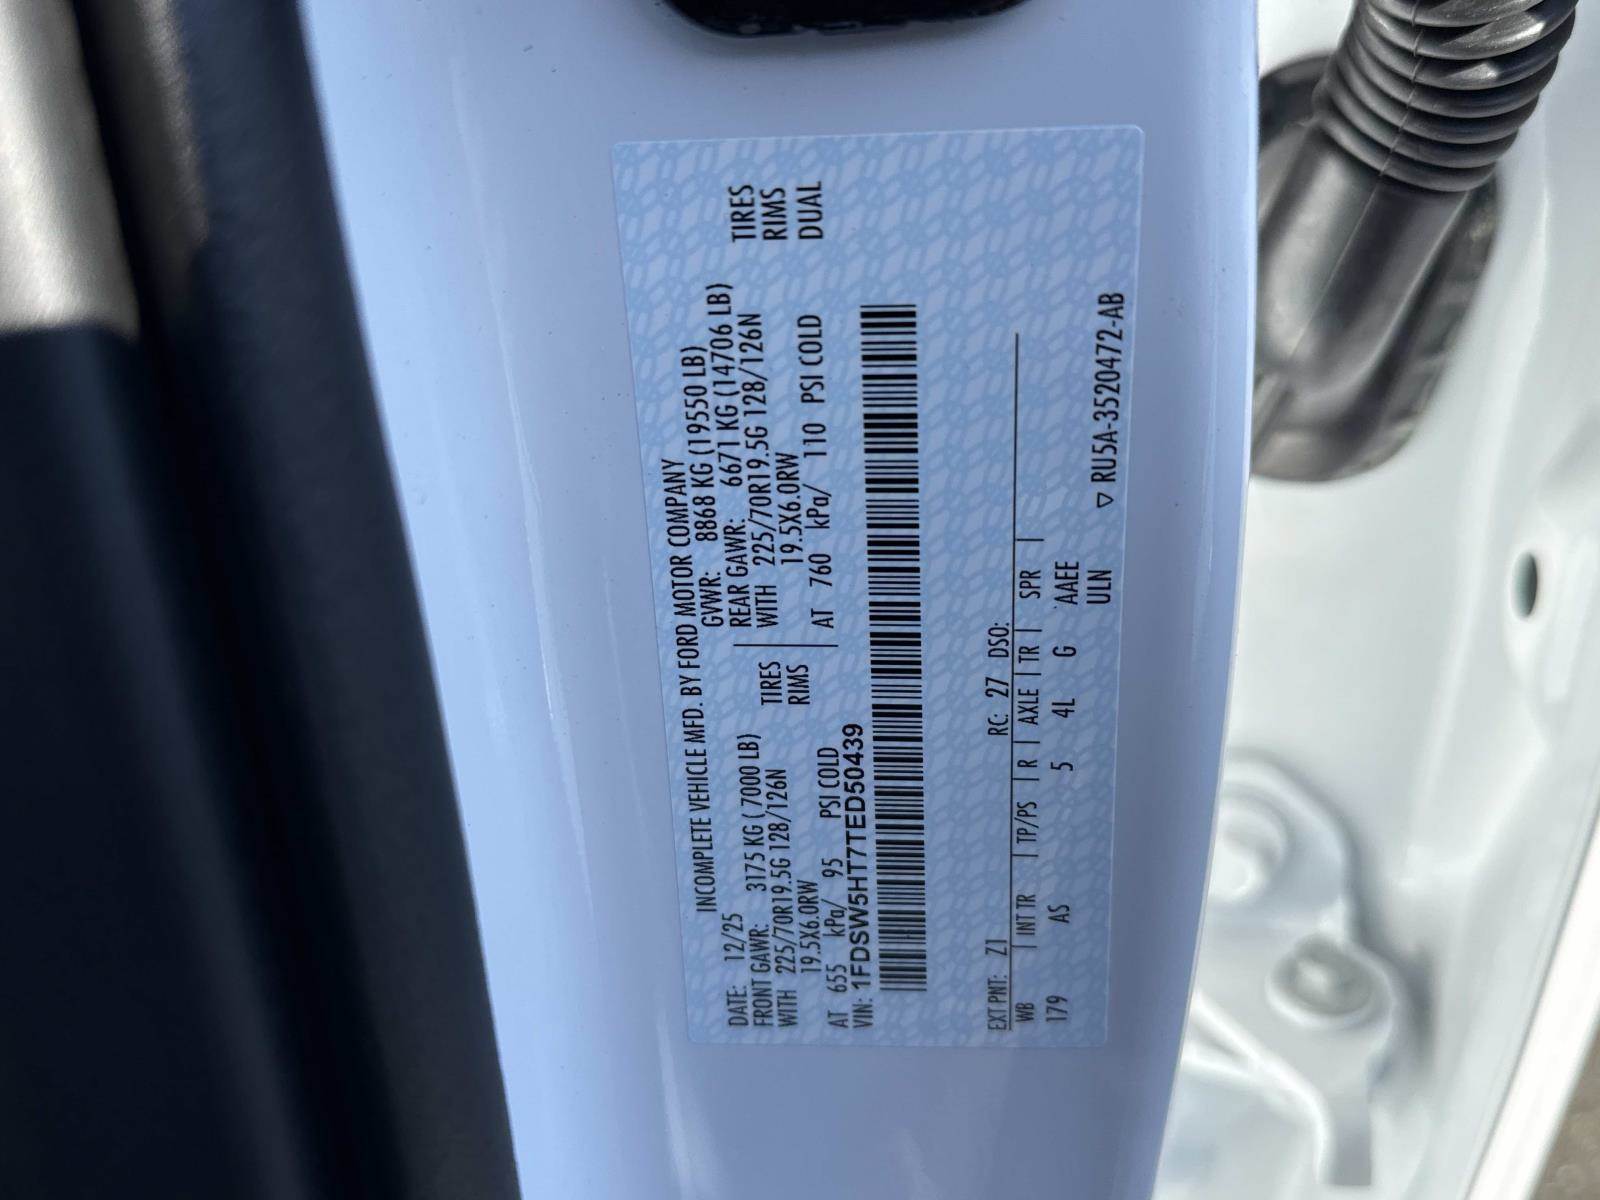 INCOMPLETE VEHICLE MFD. BY FORD MOTOR COMPANY
DATE: 12/25 GVWR: 8868 KG (19550 LB)
FRONT GAWR: 3175 KG ( 7000 LB) REAR GAWR: 6671 KG (14706 LB)
WITH 225/70R19.5G 128/126N TIRES WITH 225/70R19.5G 128/126N TIRES
19.5X6.0RW RIMS 19.5X6.0RW RIMS
AT 655 kPa/ 95 PSI COLD AT 760 kPa/ 110 PSI COLD DUAL
VIN: 1FDSW5HT7TED50439
EXT PNT: Z1 RC: 27 DSO:
WB | INT TR | TP/PS | R | AXLE | TR | SPR |
179 AS 5 4L G AAEE
ULN
▽ RU5A-3520472-AB